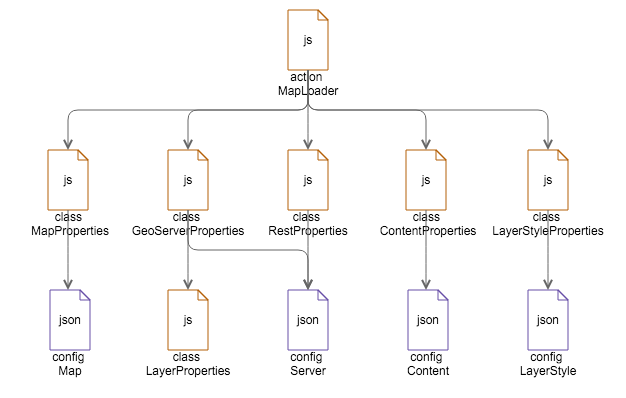 js
action
MapLoader
js
js
js
js
js
class
MapProperties
class
GeoServerProperties
class
RestProperties
class
ContentProperties
class
LayerStyleProperties
json
js
json
json
json
config
Map
class
LayerProperties
config
Server
config
Content
config
LayerStyle